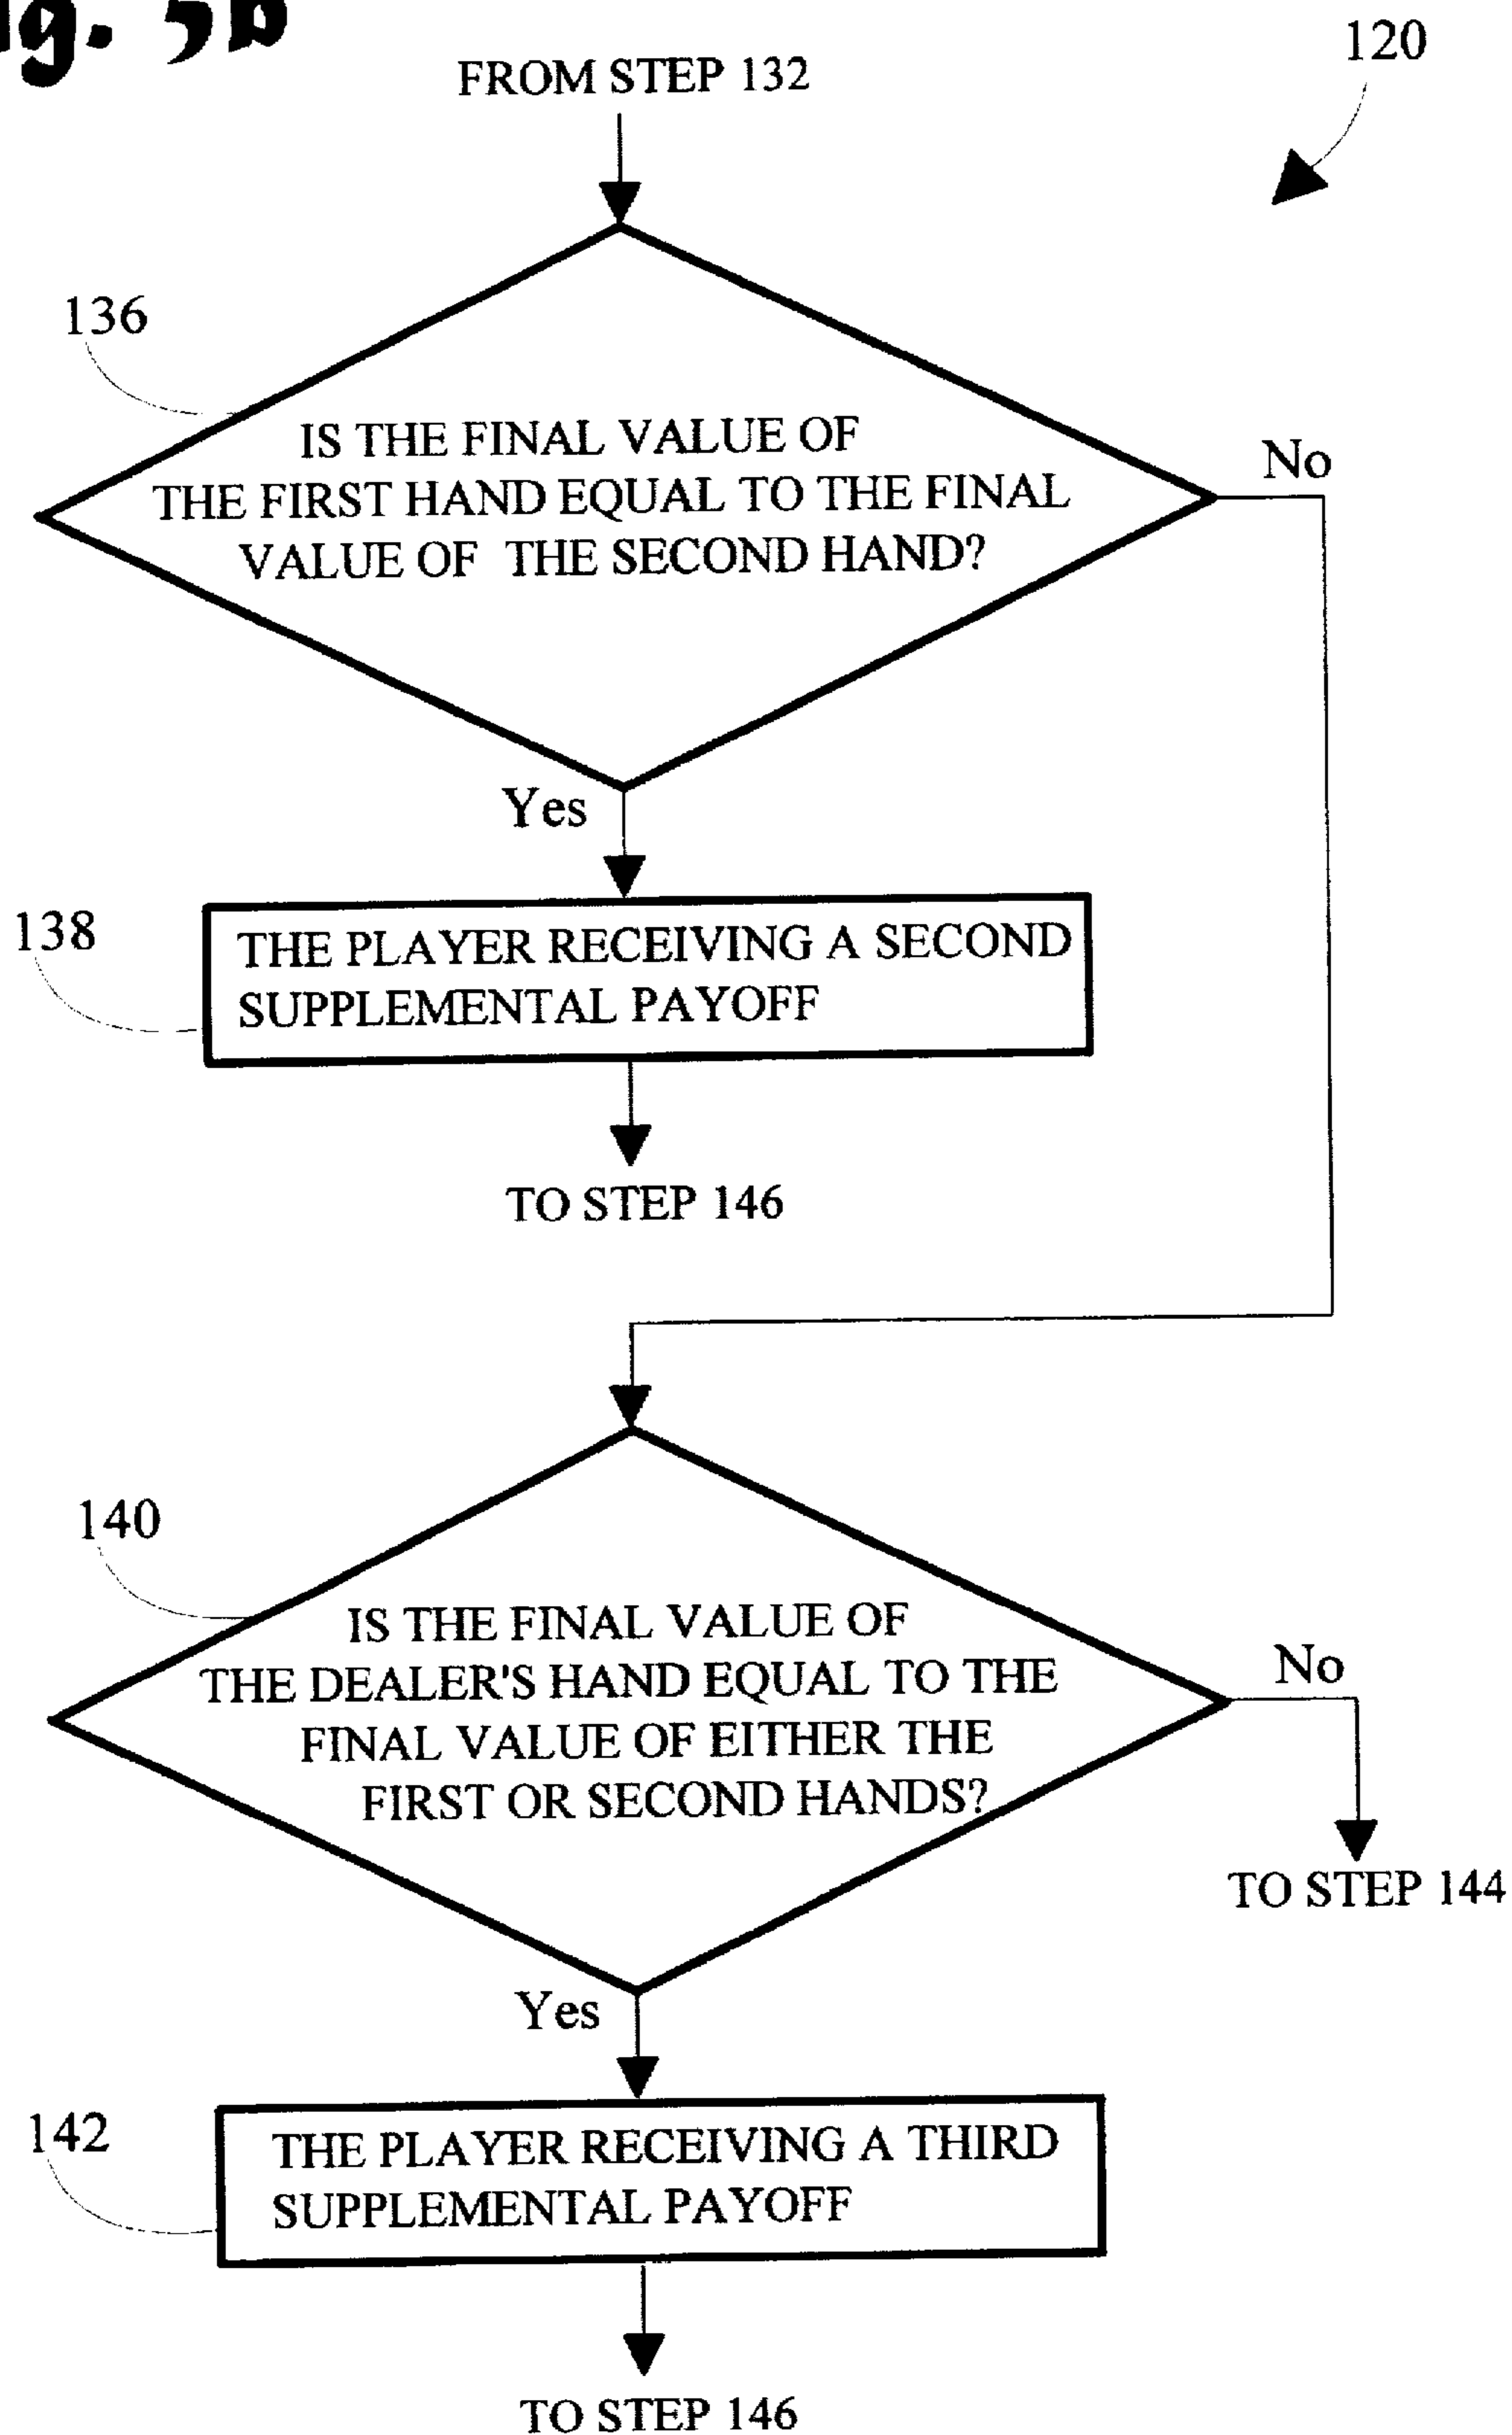 Fig. 5b
120
FROM STEP 132
136
IS THE FINAL VALUE OF
THE FIRST HAND EQUAL TO THE FINAL
VALUE OF THE SECOND HAND?
No
Yes
138
THE PLAYER RECEIVING A SECOND
SUPPLEMENTAL PAYOFF
TO STEP 146
140
IS THE FINAL VALUE OF
THE DEALER'S HAND EQUAL TO THE
FINAL VALUE OF EITHER THE
FIRST OR SECOND HANDS?
No
TO STEP 144
Yes
142
THE PLAYER RECEIVING A THIRD
SUPPLEMENTAL PAYOFF
TO STEP 146